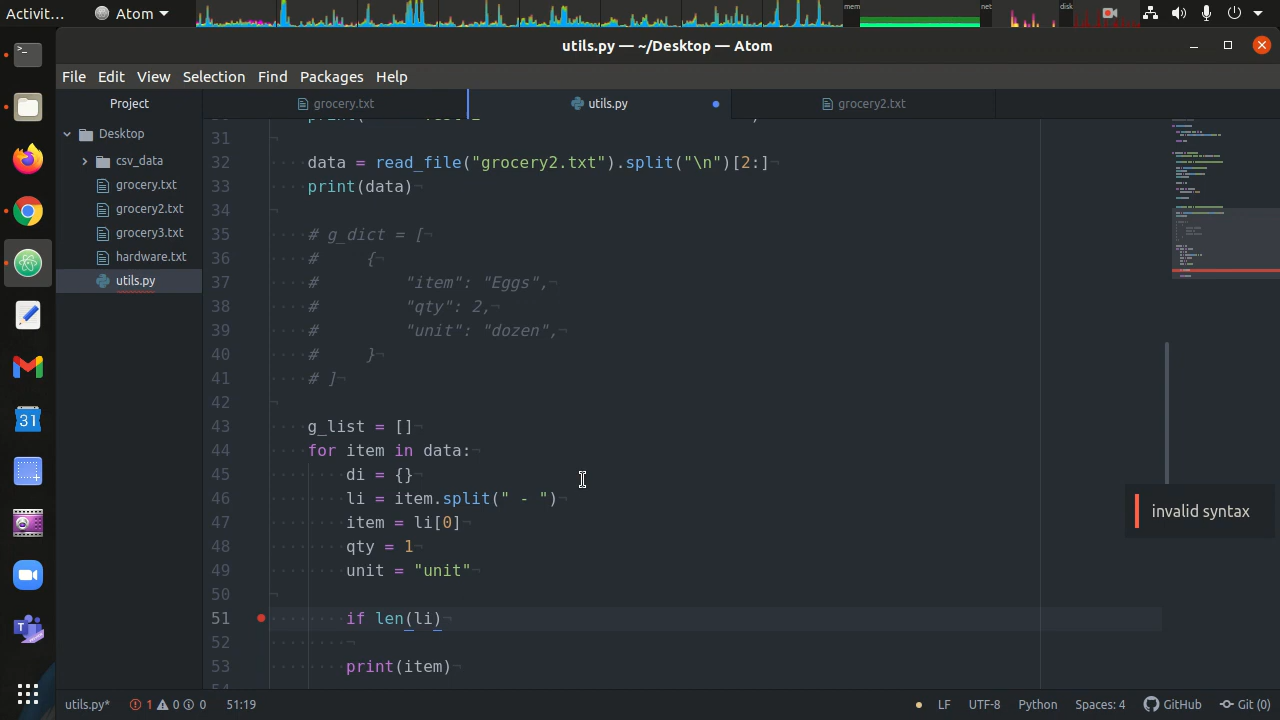 Activit... Atom
mem net disk
utils.py — ~/Desktop — Atom
File Edit View Selection Find Packages Help
Project grocery.txt utils.py grocery2.txt
Desktop
csv_data
grocery.txt
grocery2.txt
grocery3.txt
hardware.txt
utils.py
31
32 data = read_file("grocery2.txt").split("\n")[2:]
33 print(data)
34
35 # g_dict = [
36 # {
37 # "item": "Eggs",
38 # "qty": 2,
39 # "unit": "dozen",
40 # }
41 # ]
42
43 g_list = []
44 for item in data:
45 di = {}
46 li = item.split(" - ")
47 item = li[0]
48 qty = 1
49 unit = "unit"
50
51 if len(li)
52
53 print(item)
invalid syntax
31
utils.py* 1 0 0 51:19 LF UTF-8 Python Spaces: 4 GitHub Git (0)